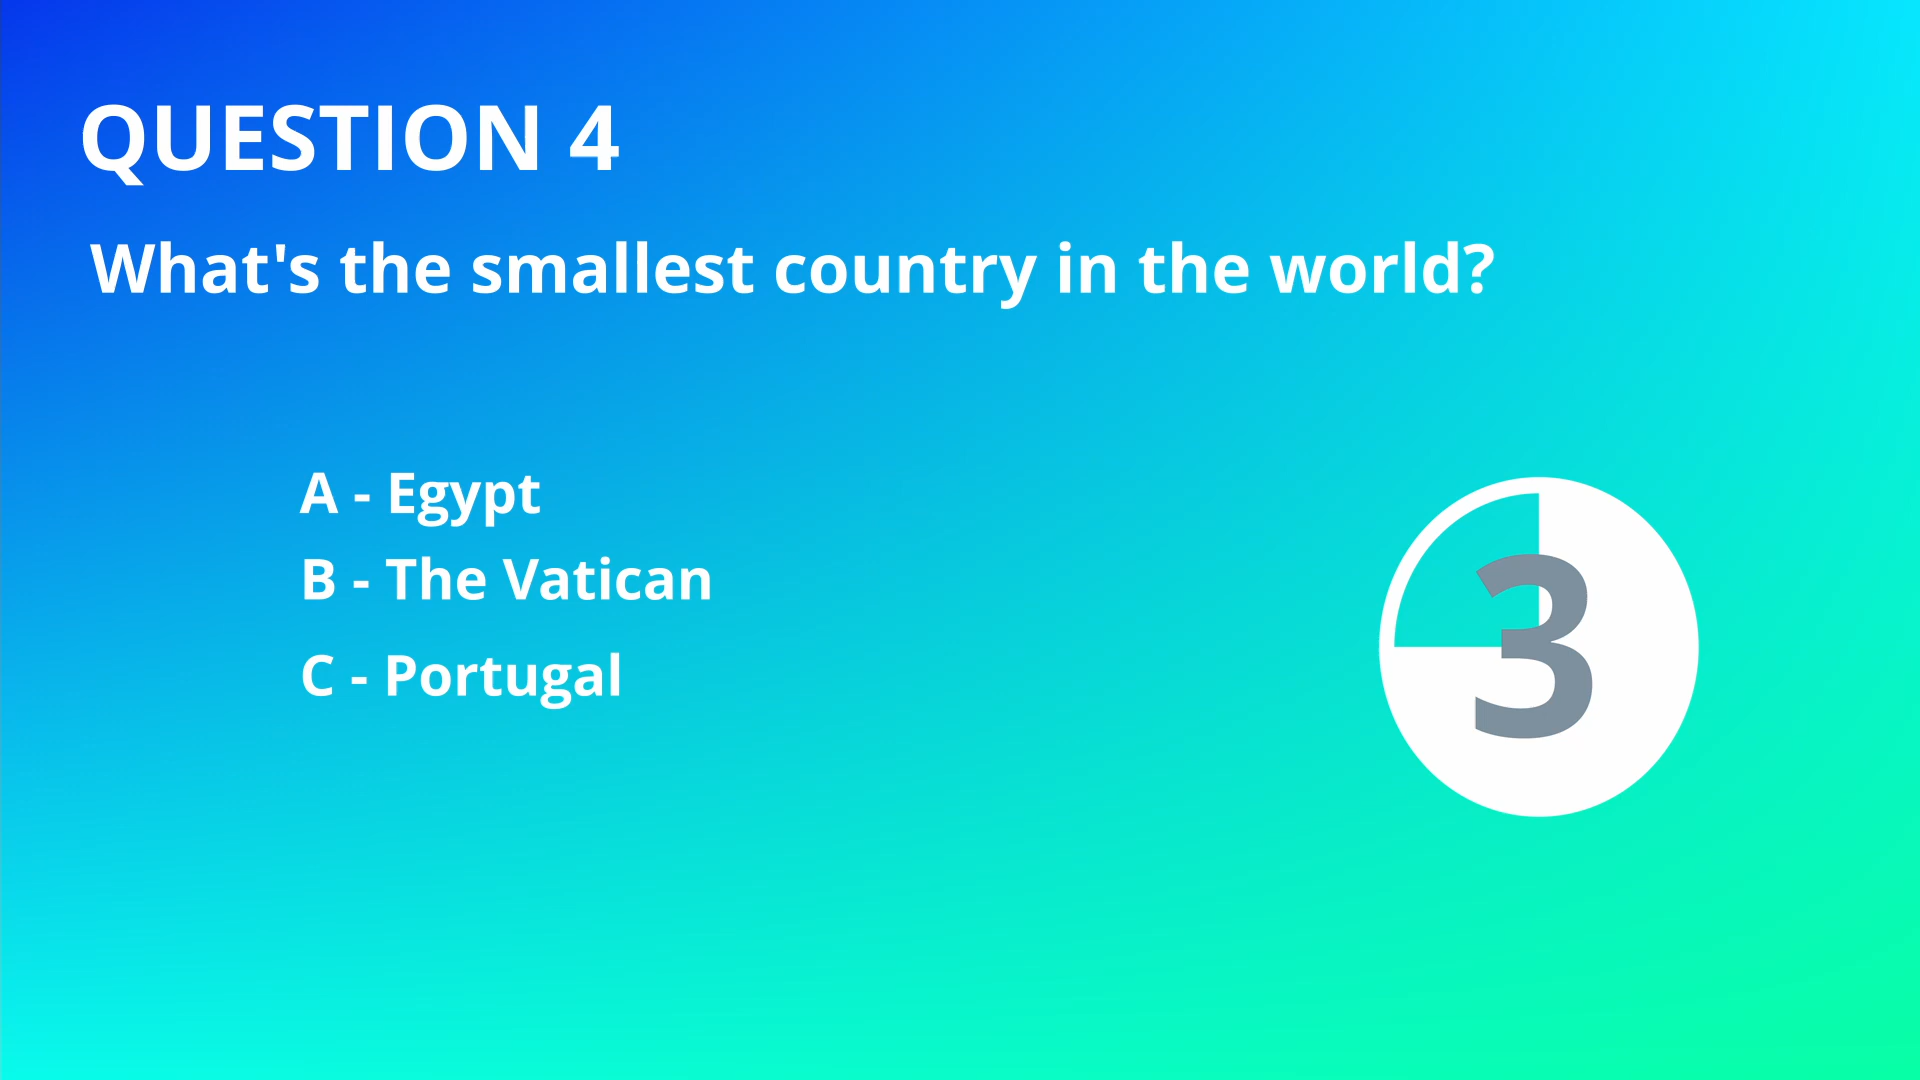 QUESTION 4
What's the smallest country in the world?
A - Egypt
B - The Vatican
C - Portugal
3